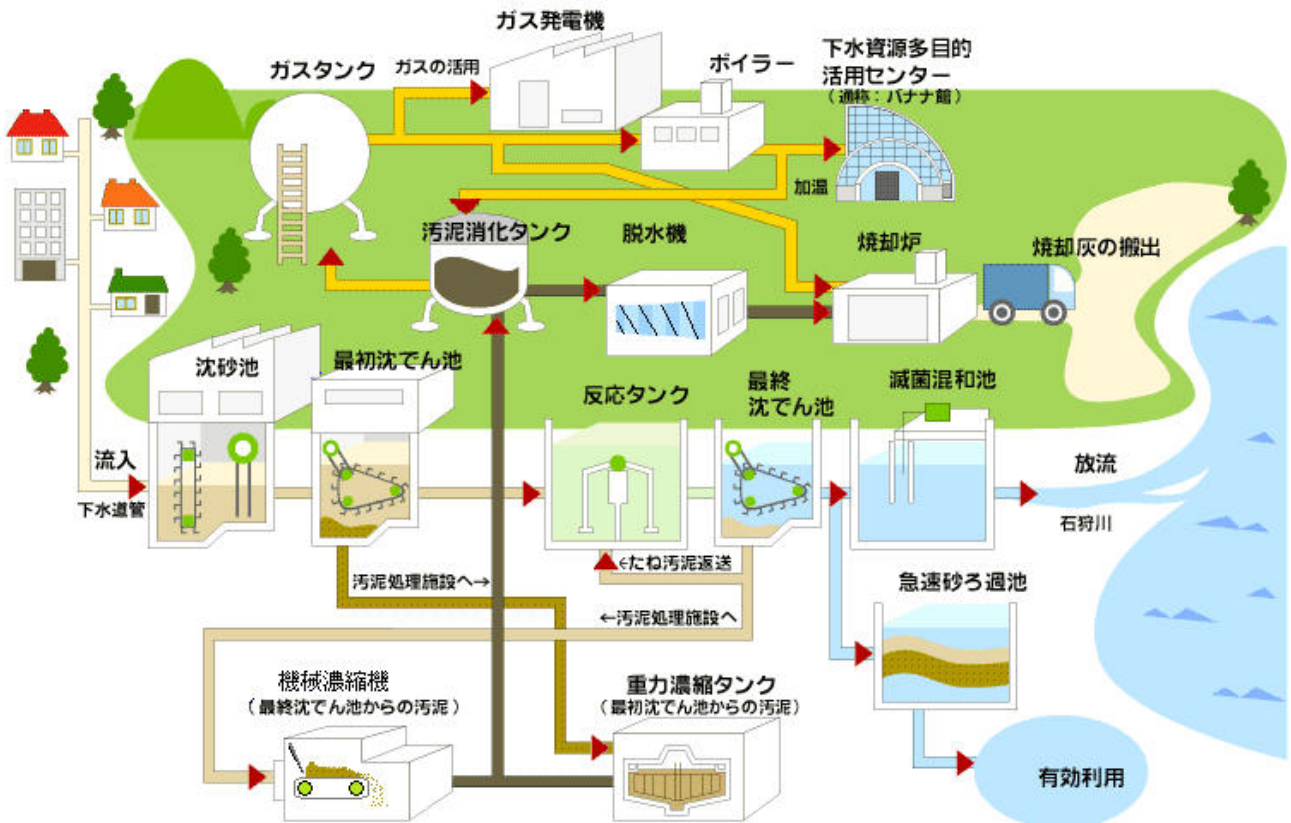 ガス発電機
ガスタンク
ガスの活用
ボイラー
下水資源多目的
活用センター
（通称：バナナ館）
加温
汚泥消化タンク
脱水機
焼却炉
焼却灰の搬出
沈砂池
最初沈でん池
反応タンク
最終
沈でん池
滅菌混和池
流入
下水道管
放流
石狩川
←たね汚泥返送
汚泥処理施設へ→
←汚泥処理施設へ
急速砂ろ過池
機械濃縮機
（最終沈でん池からの汚泥）
重力濃縮タンク
（最初沈でん池からの汚泥）
有効利用